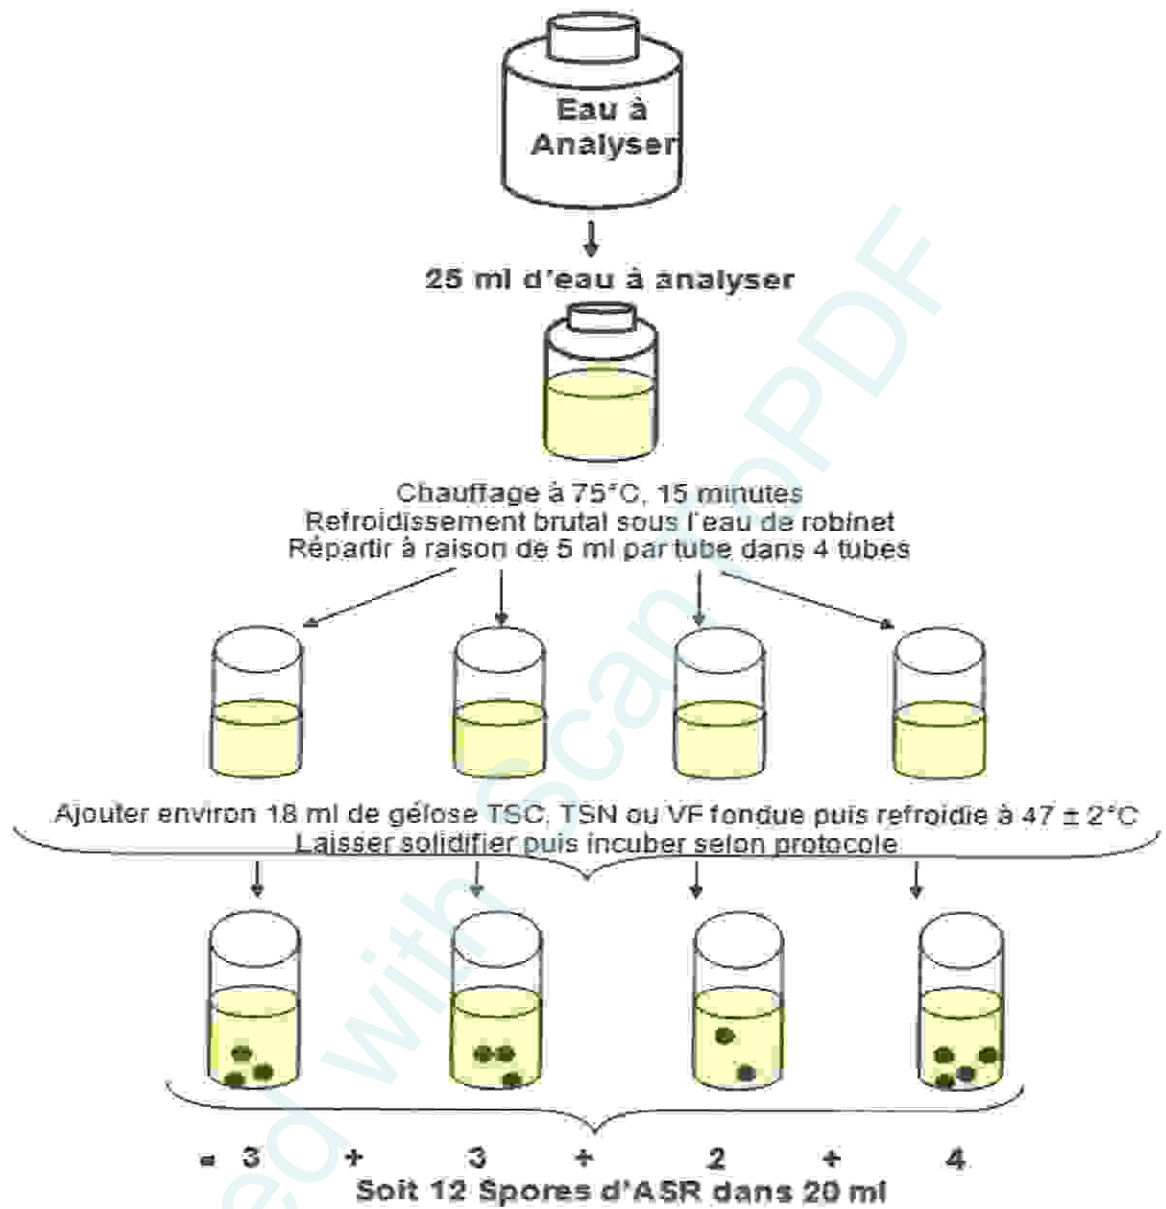 Eau à
Analyser
25 ml d'eau à analyser
Chauffage à 75°C, 15 minutes
Refroidissement brutal sous l'eau de robinet
Répartir à raison de 5 ml par tube dans 4 tubes
Ajouter environ 18 ml de gélose TSC, TSN ou VF fondue puis refroidie à 47 ± 2°C
Laisser solidifier puis incuber selon protocole
= 3 + 3 + 2 + 4
Soit 12 Spores d'ASR dans 20 ml
ed with ScanToPDF